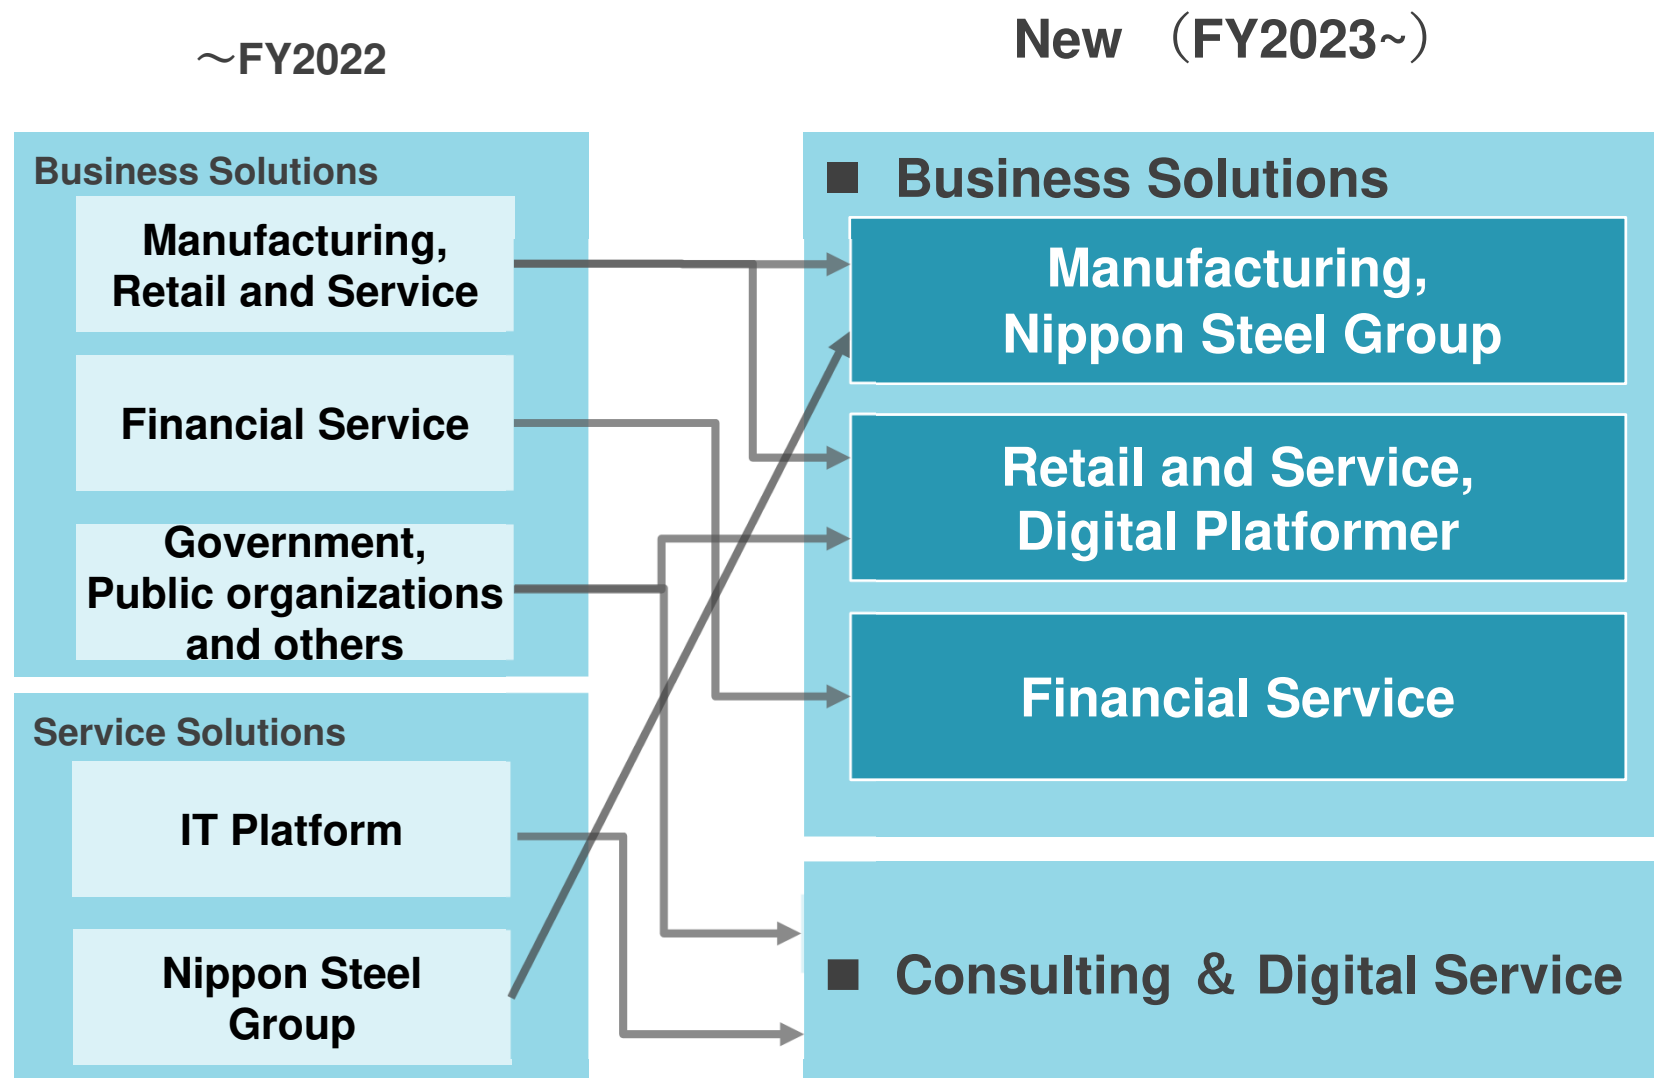 ～FY2022
New （FY2023~）
Business Solutions
Manufacturing,
Retail and Service
Financial Service
Government,
Public organizations
and others
Service Solutions
IT Platform
Nippon Steel
Group
■ Business Solutions
Manufacturing,
Nippon Steel Group
Retail and Service,
Digital Platformer
Financial Service
■ Consulting ＆ Digital Service